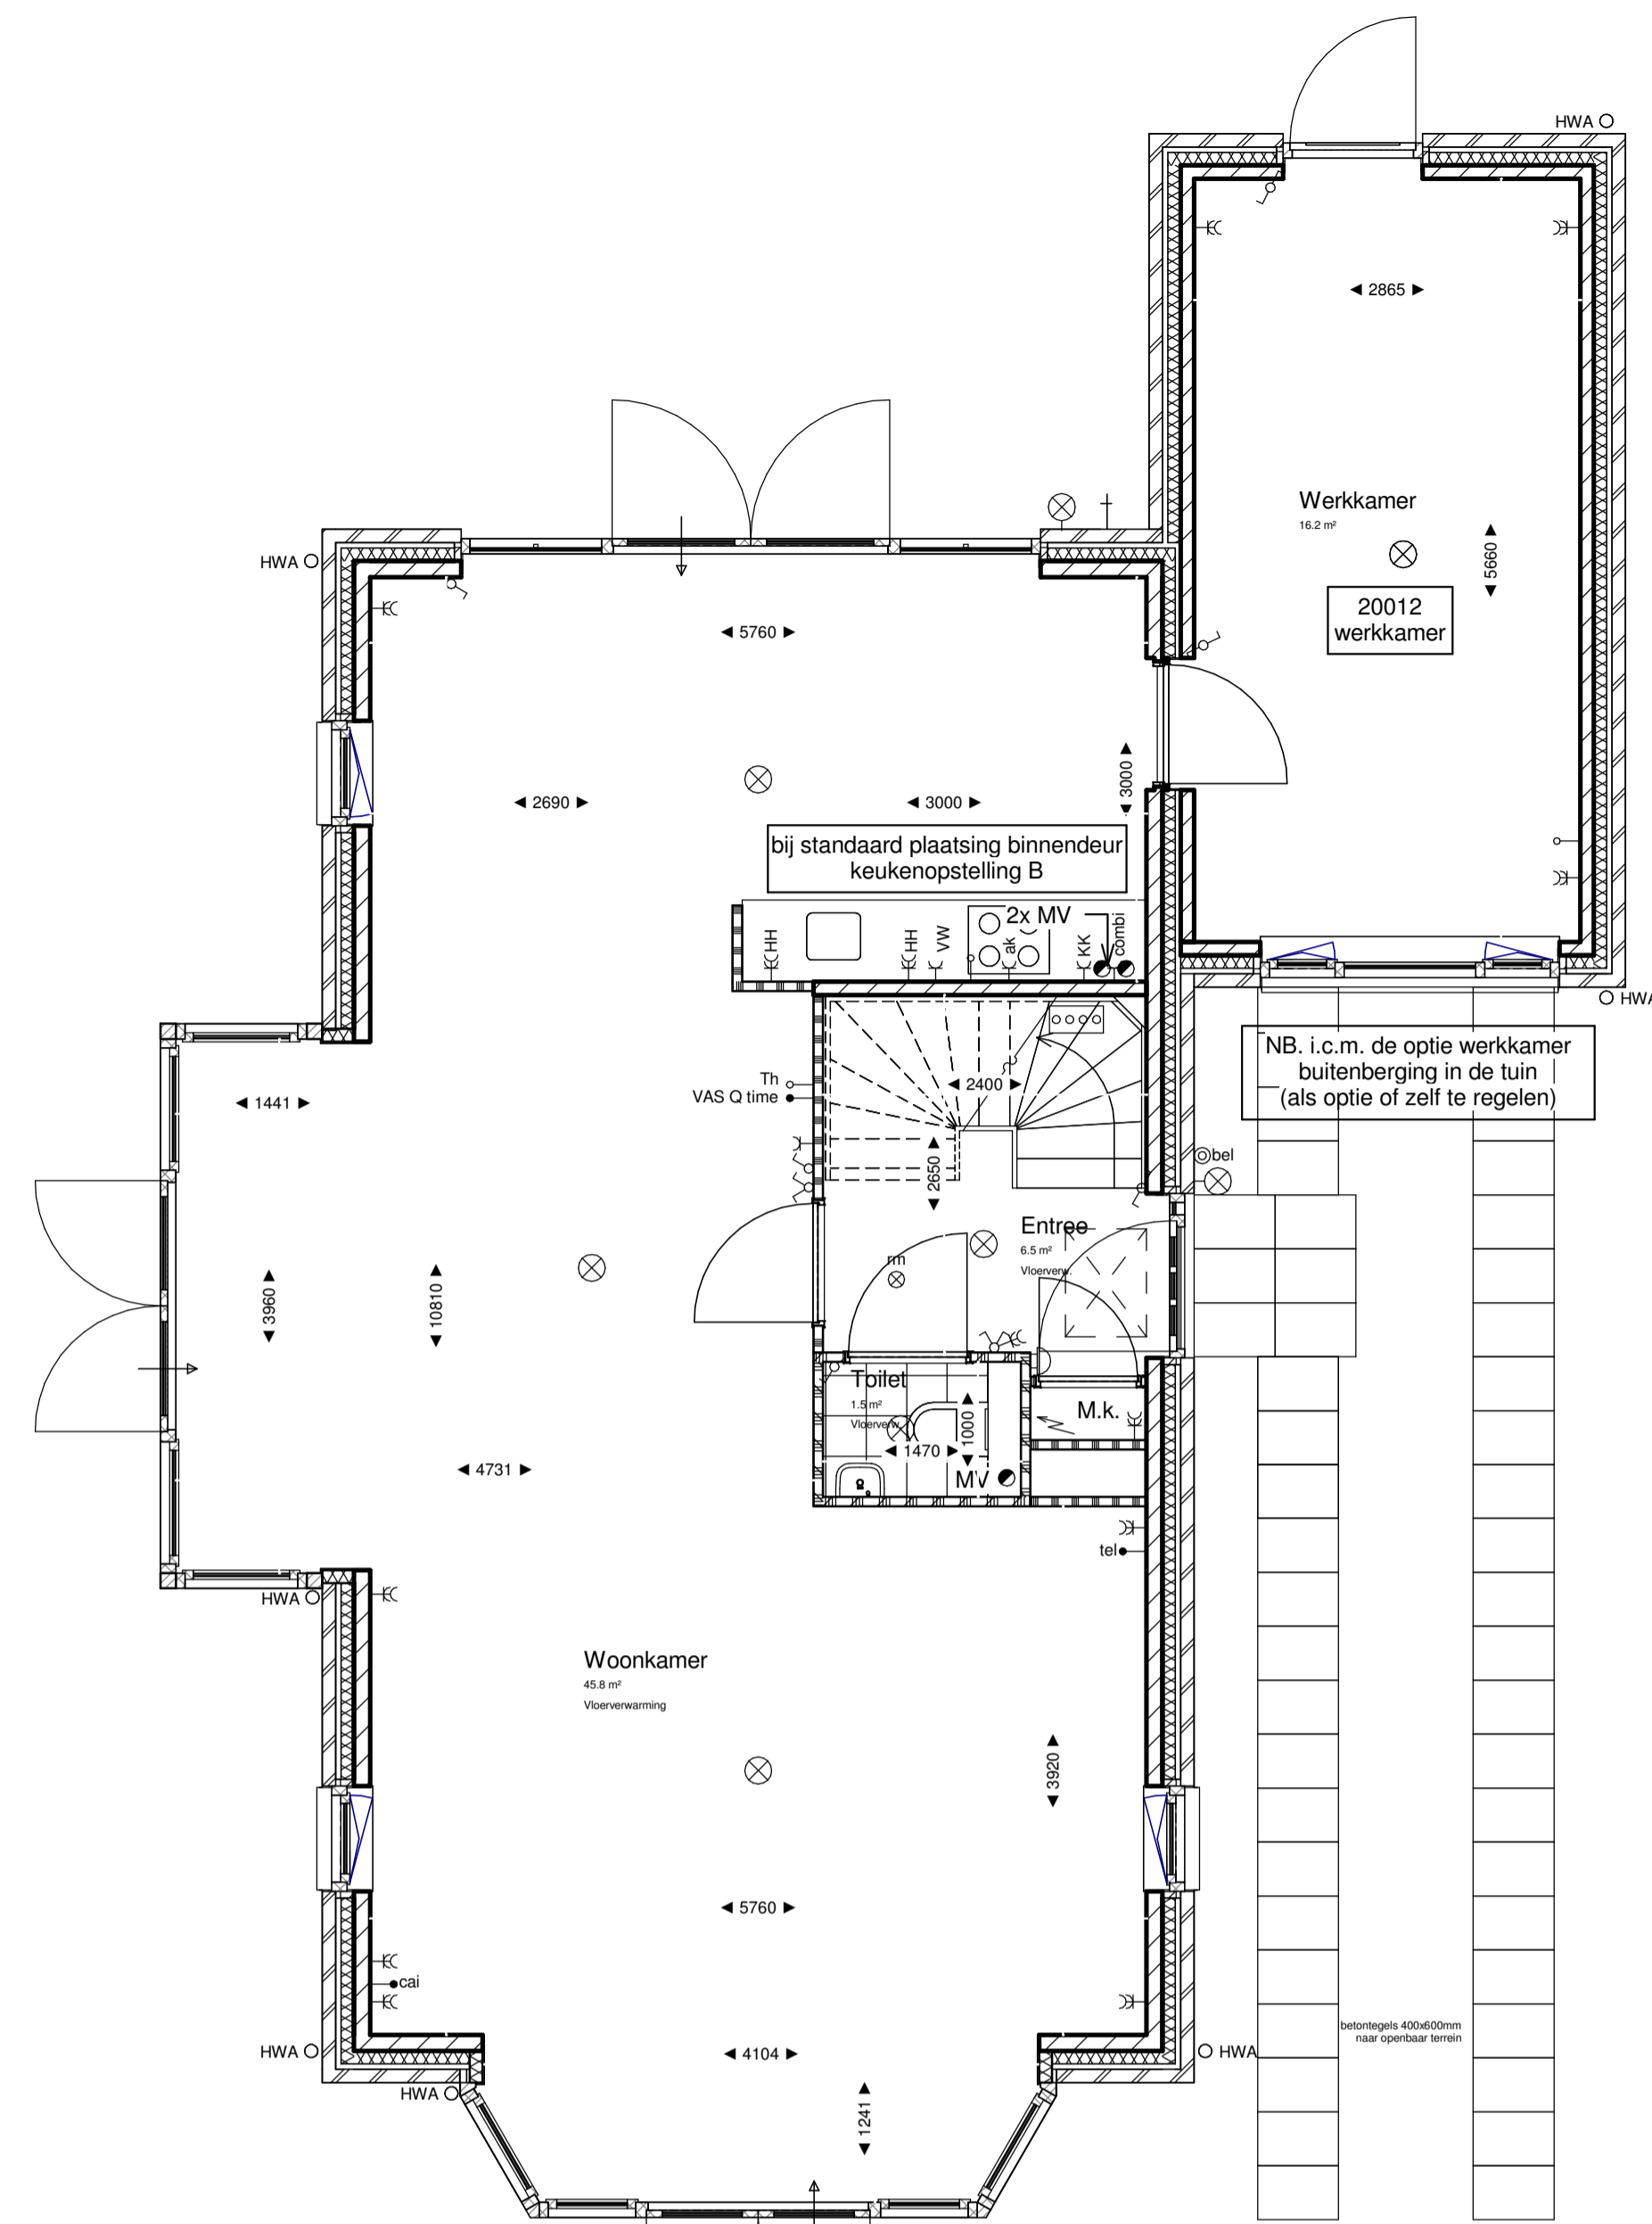 HWA
2865
Werkkamer
16.2 m²
5660
20012
werkkamer
HWA
5760
3000
2690
3000
bij standaard plaatsing binnendeur
keukenopstelling B
2x MV
HH
HH
VW
ak
KK
combi
HWA
NB. i.c.m. de optie werkkamer
buitenberging in de tuin
(als optie of zelf te regelen)
Th
VAS Q time
2400
1441
bel
2650
Entree
6.5 m²
Vloerverw.
rm
3960
10810
Toilet
1.5 m²
Vloerverw.
1000
M.k.
1470
MV
4731
tel
HWA
Woonkamer
45.8 m²
Vloerverwarming
3920
5760
cai
betontegels 400x600mm
naar openbaar terrein
HWA
4104
HWA
HWA
1241